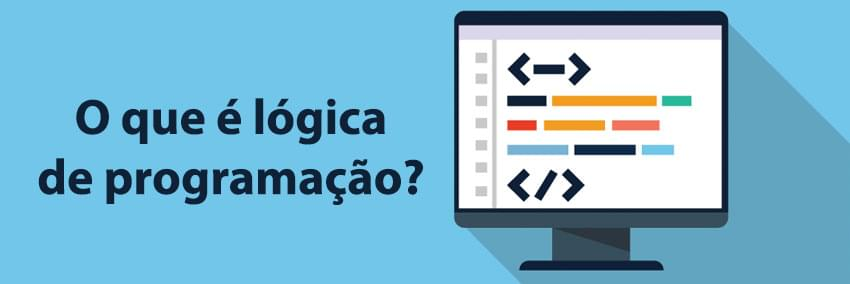 O que é lógica
de programação?
<->
</>